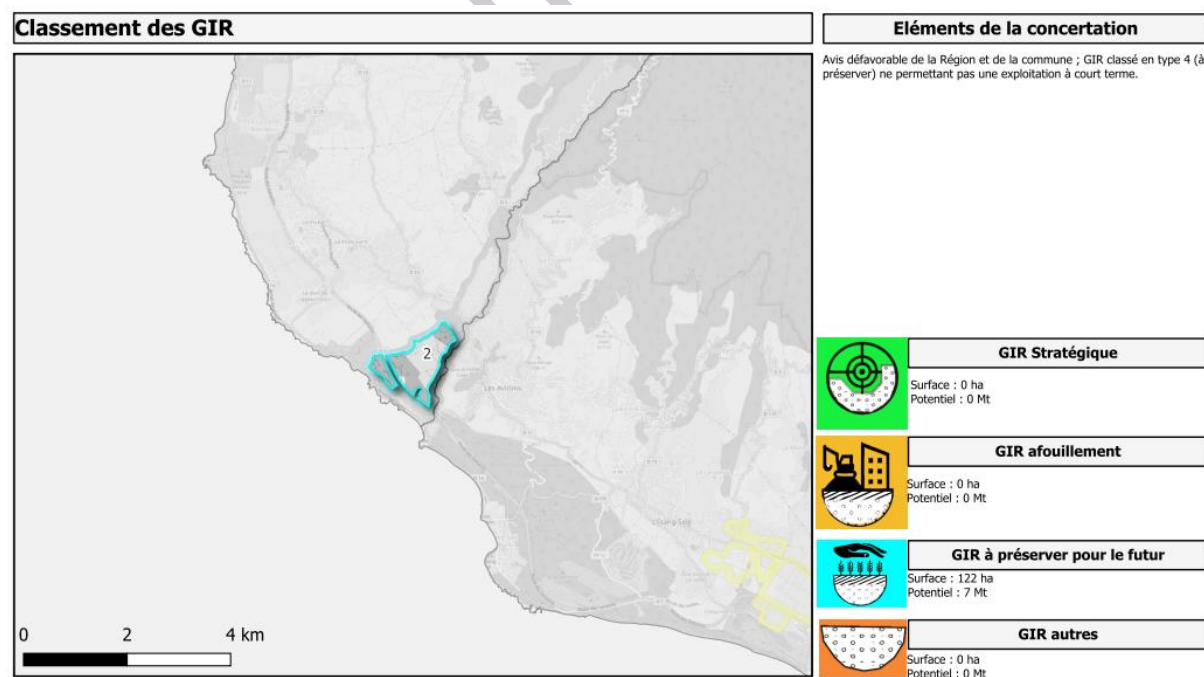 Classement des GIR
Eléments de la concertation
Avis défavorable de la Région et de la commune ; GIR classé en type 4 (à
préserver) ne permettant pas une exploitation à court terme.
2
Les Avirons
L'Étang-Salé
0 2 4 km
GIR Stratégique
Surface : 0 ha
Potentiel : 0 Mt
GIR afouillement
Surface : 0 ha
Potentiel : 0 Mt
GIR à préserver pour le futur
Surface : 122 ha
Potentiel : 7 Mt
GIR autres
Surface : 0 ha
Potentiel : 0 Mt